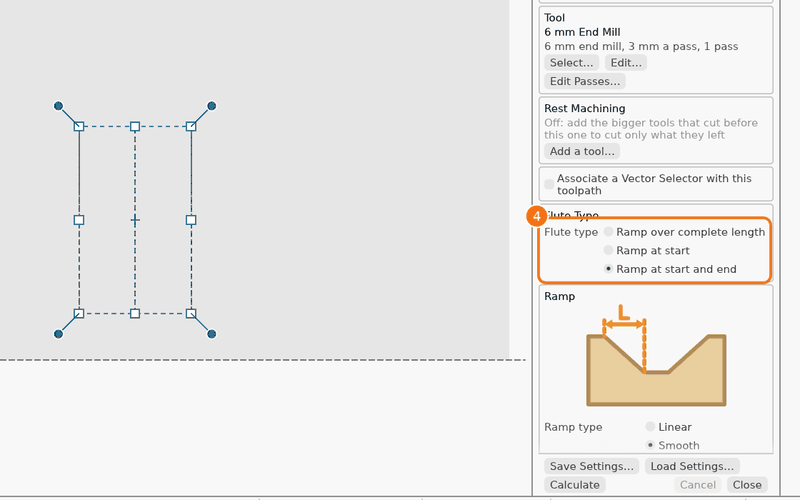 Tool
6 mm End Mill
6 mm end mill, 3 mm a pass, 1 pass
Select... Edit...
Edit Passes...
Rest Machining
Off: add the bigger tools that cut before
this one to cut only what they left
Add a tool...
Associate a Vector Selector with this
toolpath
4
Flute Type
Flute type Ramp over complete length
Ramp at start
Ramp at start and end
Ramp
L
Ramp type Linear
Smooth
Save Settings... Load Settings...
Calculate Cancel Close